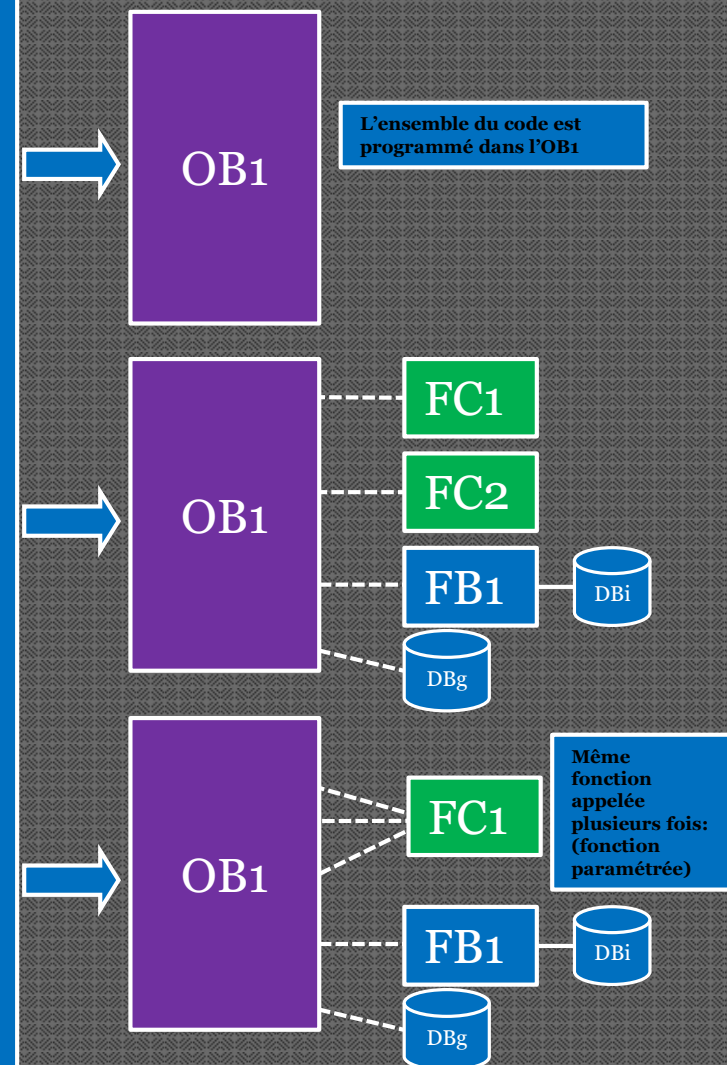 OB1
L'ensemble du code est
programmé dans l'OB1
OB1
FC1
FC2
FB1
DBi
DBg
OB1
FC1
Même
fonction
appelée
plusieurs fois:
(fonction
paramétrée)
FB1
DBi
DBg